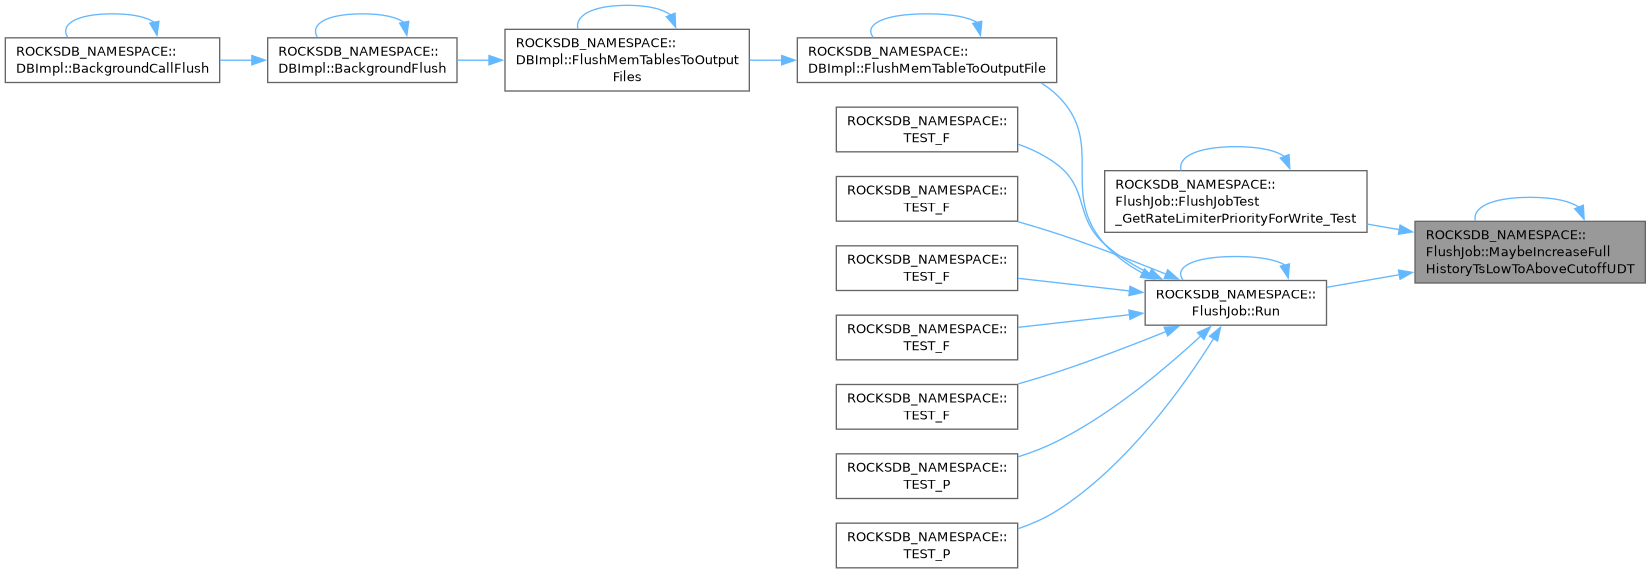 ROCKSDB_NAMESPACE::
DBImpl::BackgroundCallFlush
ROCKSDB_NAMESPACE::
DBImpl::BackgroundFlush
ROCKSDB_NAMESPACE::
DBImpl::FlushMemTablesToOutput
Files
ROCKSDB_NAMESPACE::
DBImpl::FlushMemTableToOutputFile
ROCKSDB_NAMESPACE::
TEST_F
ROCKSDB_NAMESPACE::
TEST_F
ROCKSDB_NAMESPACE::
TEST_F
ROCKSDB_NAMESPACE::
TEST_F
ROCKSDB_NAMESPACE::
TEST_F
ROCKSDB_NAMESPACE::
TEST_P
ROCKSDB_NAMESPACE::
TEST_P
ROCKSDB_NAMESPACE::
FlushJob::FlushJobTest
_GetRateLimiterPriorityForWrite_Test
ROCKSDB_NAMESPACE::
FlushJob::Run
ROCKSDB_NAMESPACE::
FlushJob::MaybeIncreaseFull
HistoryTsLowToAboveCutoffUDT